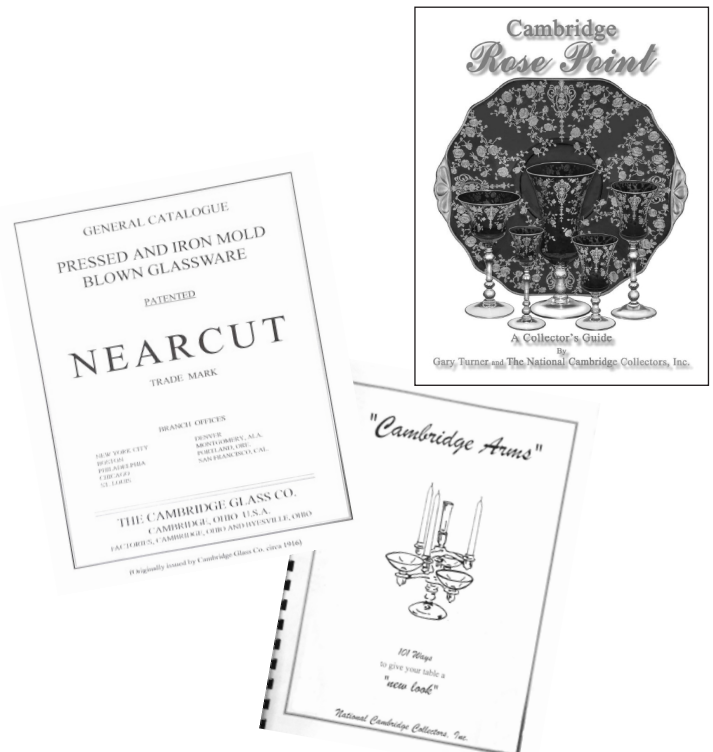 Cambridge
Rose Point
A Collector's Guide
By
Gary Turner and The National Cambridge Collectors, Inc.
GENERAL CATALOGUE
PRESSED AND IRON MOLD
BLOWN GLASSWARE
PATENTED
NEARCUT
TRADE MARK
BRANCH OFFICES
NEW YORK CITY
BOSTON
PHILADELPHIA
CHICAGO
ST. LOUIS
DENVER
MONTGOMERY, ALA.
PORTLAND, ORE.
SAN FRANCISCO, CAL.
THE CAMBRIDGE GLASS CO.
CAMBRIDGE, OHIO U.S.A.
FACTORIES, CAMBRIDGE, OHIO AND BYESVILLE, OHIO
(Originally issued by Cambridge Glass Co. circa 1916)
"Cambridge Arms"
101 Ways
to give your table a
"new look"
National Cambridge Collectors, Inc.